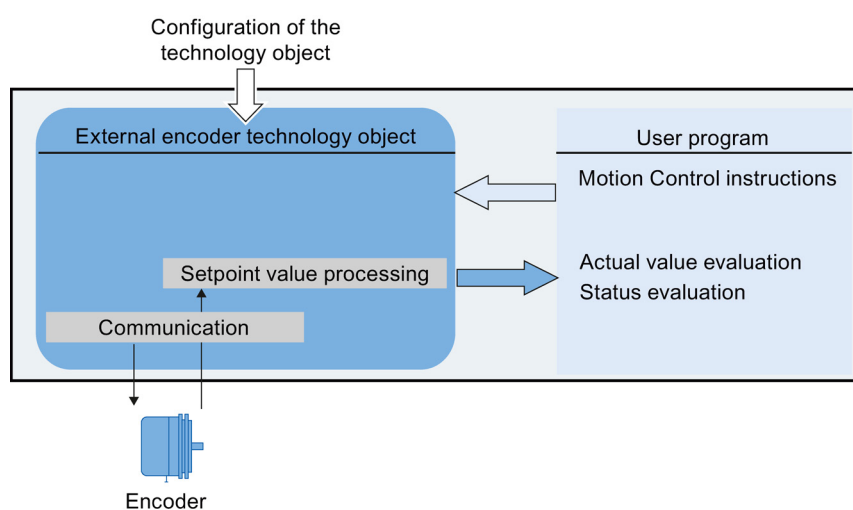 Configuration of the
technology object
External encoder technology object
User program
Motion Control instructions
Setpoint value processing
Actual value evaluation
Status evaluation
Communication
Encoder